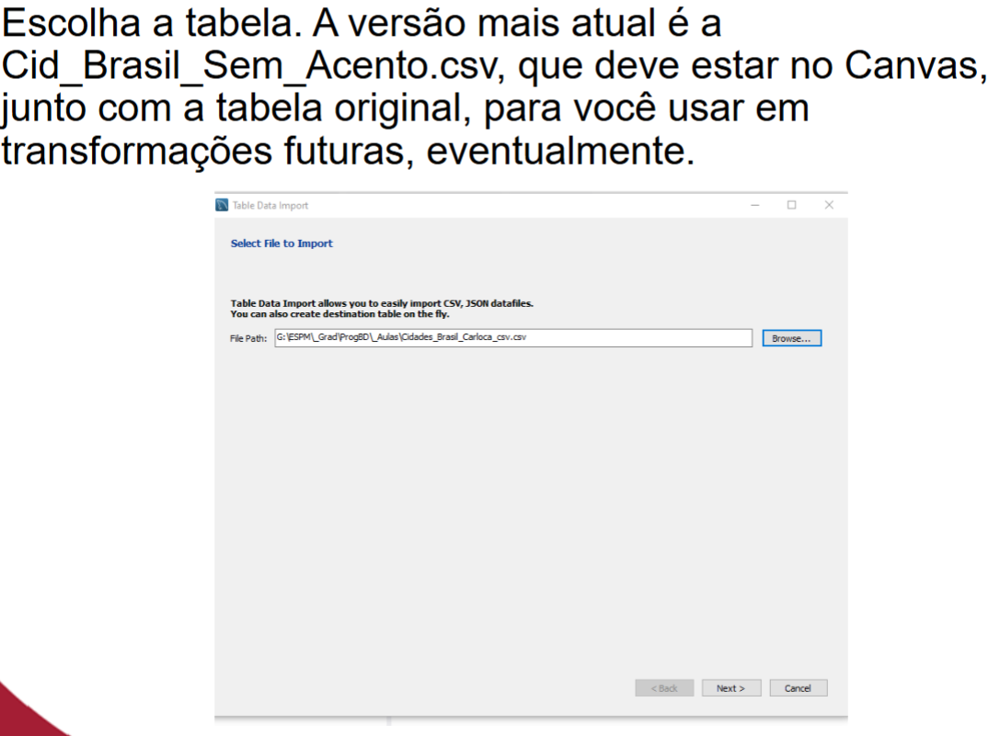 Escolha a tabela. A versão mais atual é a
Cid_Brasil_Sem_Acento.csv, que deve estar no Canvas,
junto com a tabela original, para você usar em
transformações futuras, eventualmente.
Table Data Import
Select File to Import
Table Data Import allows you to easily import CSV, JSON datafiles.
You can also create destination table on the fly.
File Path: G:\ESPM\_Grad\ProgBD\_Aulas\Cidades_Brasil_Carloca_csv.csv Browse...
< Back Next > Cancel